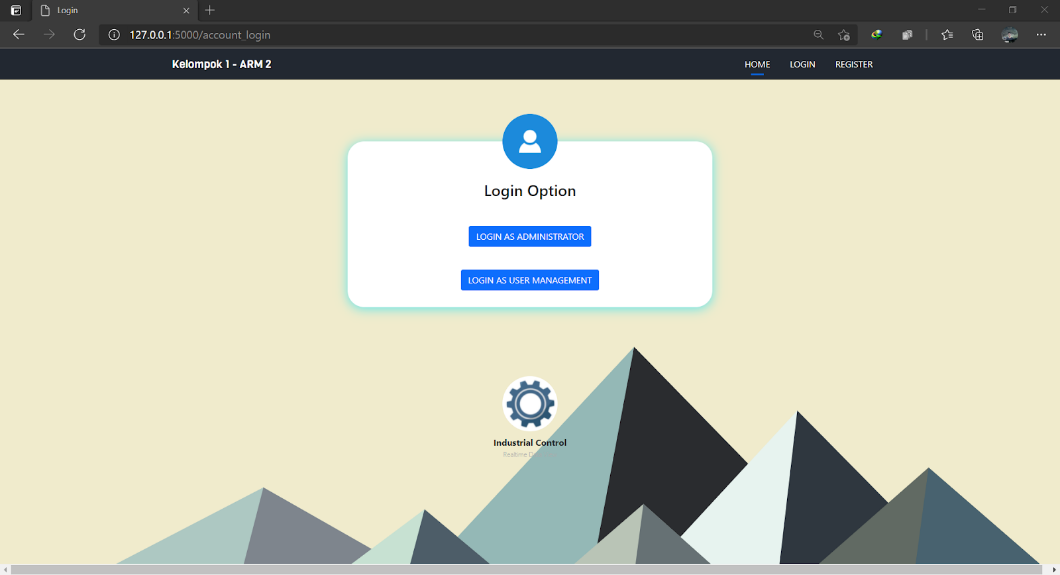 Login
127.0.0.1:5000/account_login
Kelompok 1 - ARM 2
HOME
LOGIN
REGISTER
Login Option
LOGIN AS ADMINISTRATOR
LOGIN AS USER MANAGEMENT
Industrial Control
Realtime